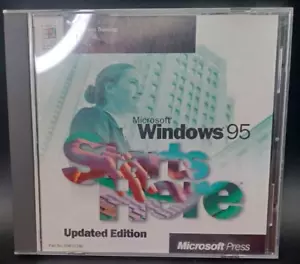 Microsoft
Windows 95
Starts
Here
Updated Edition
Microsoft Press